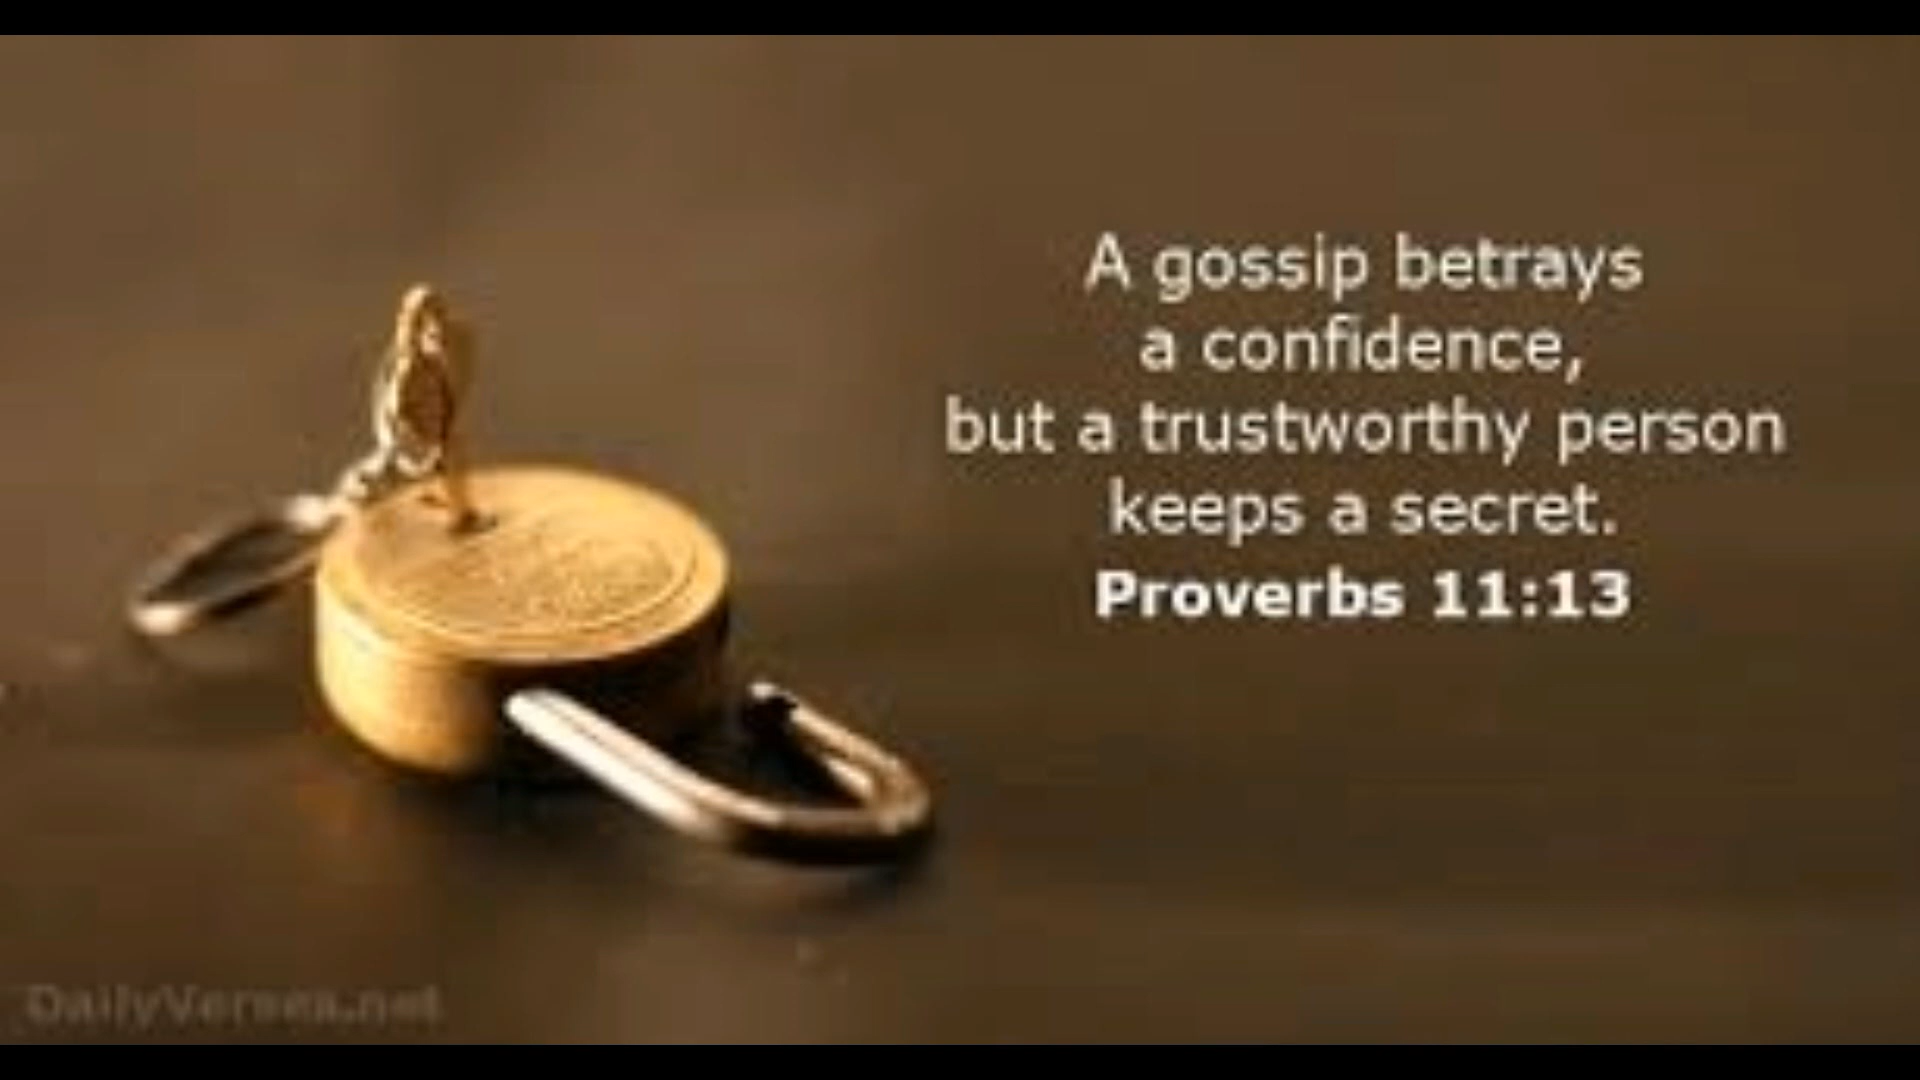 A gossip betrays
a confidence,
but a trustworthy person
keeps a secret.
Proverbs 11:13
DailyVerses.net